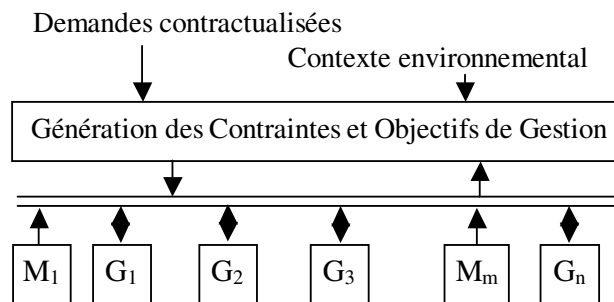 Demandes contractualisées
Contexte environnemental
Génération des Contraintes et Objectifs de Gestion
M₁ G₁ G₂ G₃ Mₘ Gₙ